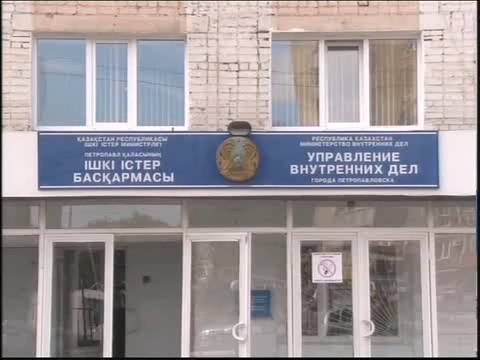 ҚАЗАҚСТАН РЕСПУБЛИКАСЫ
ІШКІ ІСТЕР МИНИСТРЛІГІ
ПЕТРОПАВЛ ҚАЛАСЫНЫҢ
ІШКІ ІСТЕР
БАСҚАРМАСЫ
РЕСПУБЛИКА КАЗАХСТАН
МИНИСТЕРСТВО ВНУТРЕННИХ ДЕЛ
УПРАВЛЕНИЕ
ВНУТРЕННИХ ДЕЛ
ГОРОДА ПЕТРОПАВЛОВСКА